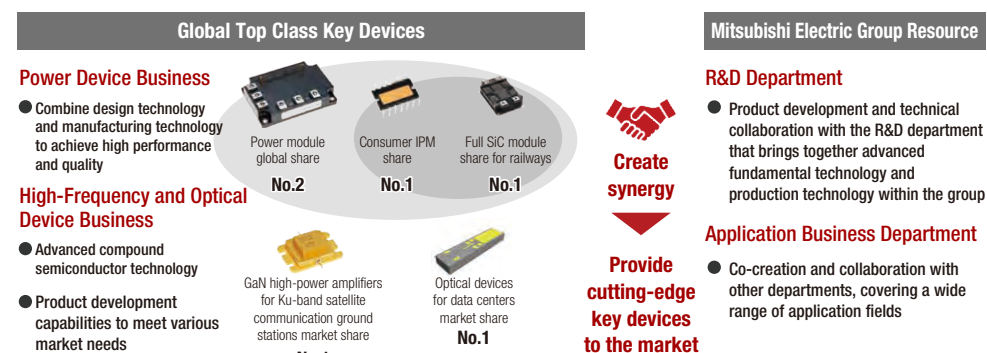 Global Top Class Key Devices
Power Device Business
● Combine design technology
and manufacturing technology
to achieve high performance
and quality
Power module
global share
No.2
Consumer IPM
share
No.1
Full SiC module
share for railways
No.1
High-Frequency and Optical
Device Business
● Advanced compound
semiconductor technology
● Product development
capabilities to meet various
market needs
GaN high-power amplifiers
for Ku-band satellite
communication ground
stations market share
Optical devices
for data centers
market share
No.1
Create
synergy
Provide
cutting-edge
key devices
to the market
Mitsubishi Electric Group Resource
R&D Department
● Product development and technical
collaboration with the R&D department
that brings together advanced
fundamental technology and
production technology within the group
Application Business Department
● Co-creation and collaboration with
other departments, covering a wide
range of application fields